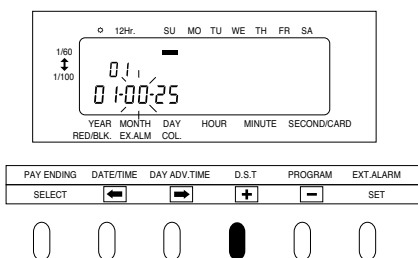 ☼ 12Hr. SU MO TU WE TH FR SA
1/60
↕
1/100
01
01-00-25
YEAR MONTH DAY HOUR MINUTE SECOND/CARD
RED/BLK. EX.ALM COL.
PAY ENDING DATE/TIME DAY ADV.TIME D.S.T PROGRAM EXT.ALARM
SELECT ← → + − SET